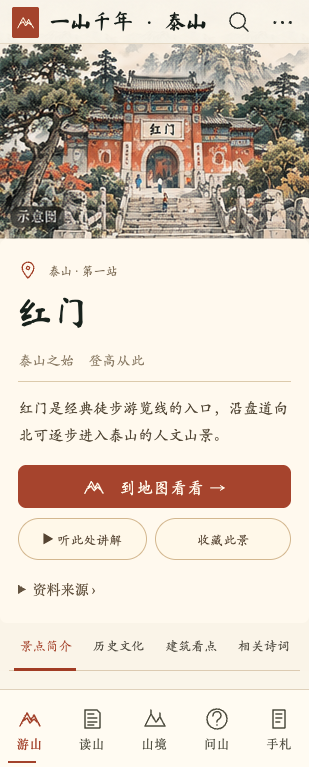 一山千年 · 泰山
红门
示意图
泰山·第一站
红门
泰山之始 登高从此
红门是经典徒步游览线的入口，沿盘道向
北可逐步进入泰山的人文山景。
到地图看看 →
▶ 听此处讲解
收藏此景
▶ 资料来源 ›
景点简介 历史文化 建筑看点 相关诗词
游山 读山 山境 问山 手札